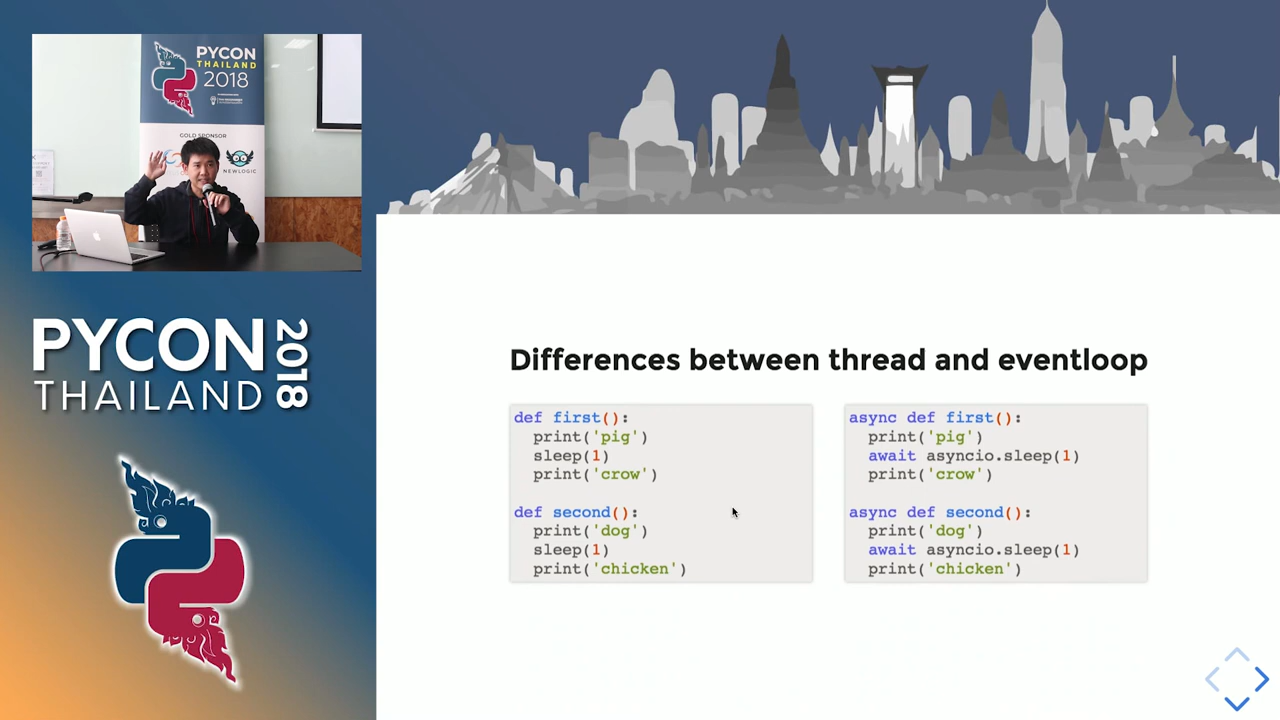 PYCON
THAILAND
2018
GOLD SPONSOR
NEWLOGIC
PYCON 2018
THAILAND
Differences between thread and eventloop
def first():
  print('pig')
  sleep(1)
  print('crow')
def second():
  print('dog')
  sleep(1)
  print('chicken')
async def first():
  print('pig')
  await asyncio.sleep(1)
  print('crow')
async def second():
  print('dog')
  await asyncio.sleep(1)
  print('chicken')